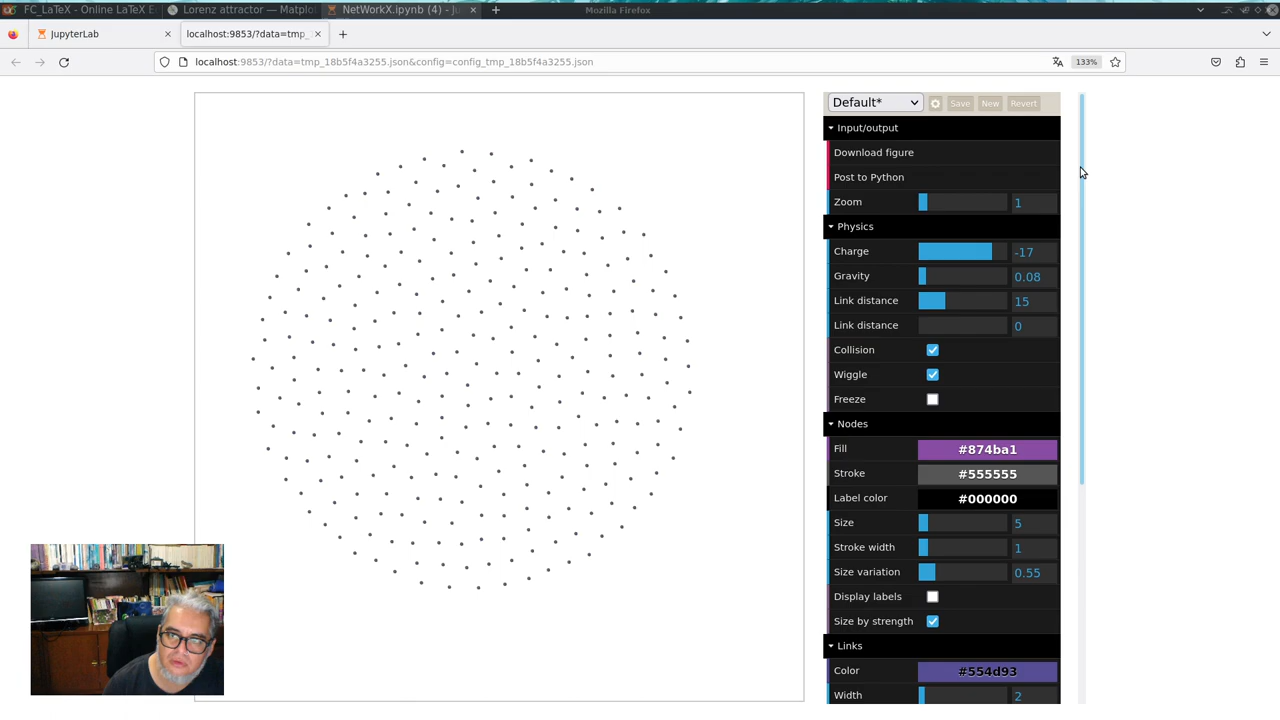 FC_LaTeX - Online LaTeX E
Lorenz attractor — Matplo
NetWorkX.ipynb (4) - Ju
Mozilla Firefox
JupyterLab
localhost:9853/?data=tmp_
localhost:9853/?data=tmp_18b5f4a3255.json&config=config_tmp_18b5f4a3255.json
133%
Default*
Save
New
Revert
Input/output
Download figure
Post to Python
Zoom 1
Physics
Charge -17
Gravity 0.08
Link distance 15
Link distance 0
Collision
Wiggle
Freeze
Nodes
Fill #874ba1
Stroke #555555
Label color #000000
Size 5
Stroke width 1
Size variation 0.55
Display labels
Size by strength
Links
Color #554d93
Width 2